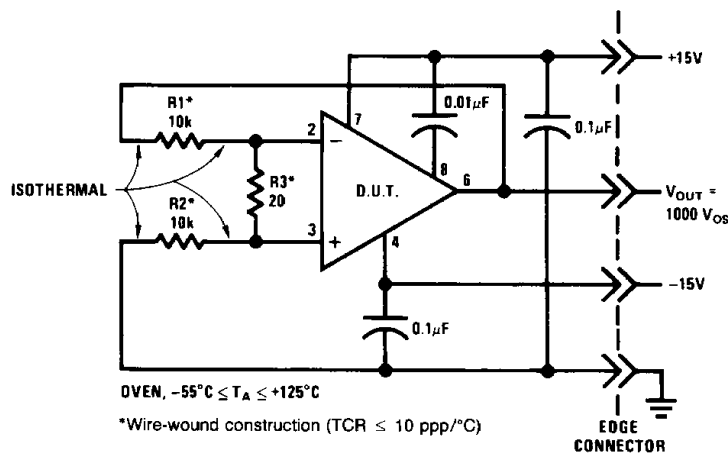 +15V
R1*
10k
7
0.01µF
0.1µF
2
−
8
ISOTHERMAL
R3*
20
D.U.T.
6
VOUT =
1000 VOS
R2*
10k
3
+
4
−15V
0.1µF
OVEN, −55°C ≤ TA ≤ +125°C
*Wire-wound construction (TCR ≤ 10 ppp/°C)
EDGE
CONNECTOR